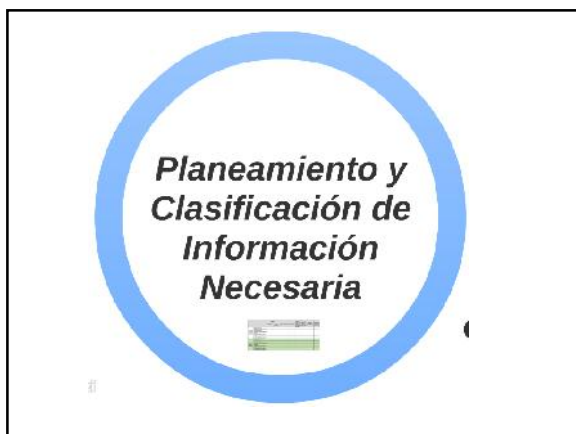 Planeamiento y
Clasificación de
Información
Necesaria